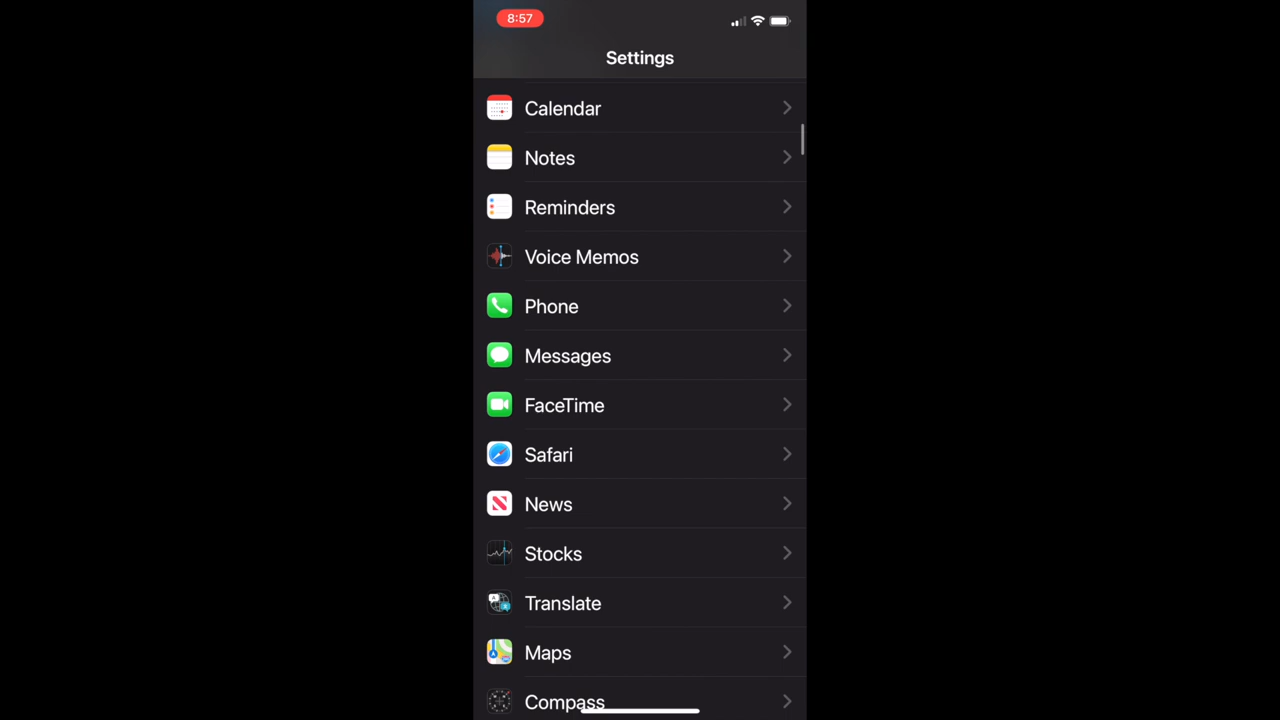 8:57
Settings
Calendar
Notes
Reminders
Voice Memos
Phone
Messages
FaceTime
Safari
News
Stocks
Translate
Maps
Compass